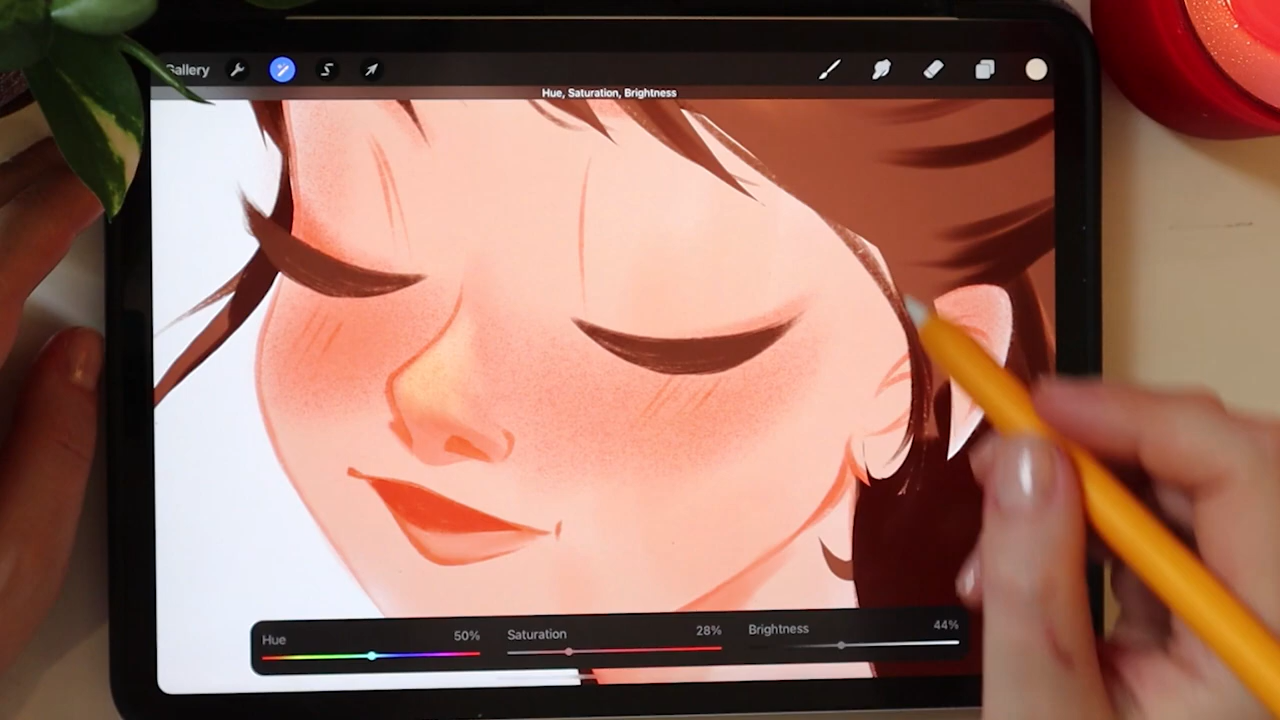 Gallery
Hue, Saturation, Brightness
Hue 50% Saturation 28% Brightness 44%